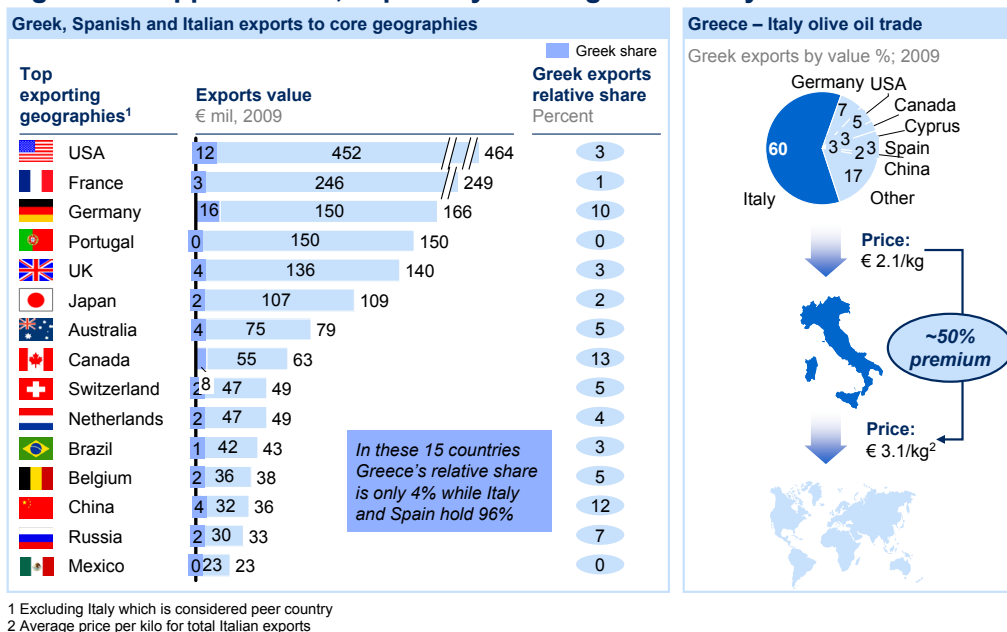 Greek, Spanish and Italian exports to core geographies
Greek share
Top
exporting
geographies1
Exports value
€ mil, 2009
Greek exports
relative share
Percent
USA 12 452 464 3
France 3 246 249 1
Germany 16 150 166 10
Portugal 0 150 150 0
UK 4 136 140 3
Japan 2 107 109 2
Australia 4 75 79 5
Canada 8 55 63 13
Switzerland 2 47 49 5
Netherlands 2 47 49 4
Brazil 1 42 43 3
Belgium 2 36 38 5
China 4 32 36 12
Russia 2 30 33 7
Mexico 0 23 23 0
In these 15 countries
Greece's relative share
is only 4% while Italy
and Spain hold 96%
Greece – Italy olive oil trade
Greek exports by value %; 2009
Germany USA
Canada
Cyprus
Spain
China
Other
Italy
7
5
3
3
3
2
3
17
60
Price:
€ 2.1/kg
~50%
premium
Price:
€ 3.1/kg2
1 Excluding Italy which is considered peer country
2 Average price per kilo for total Italian exports